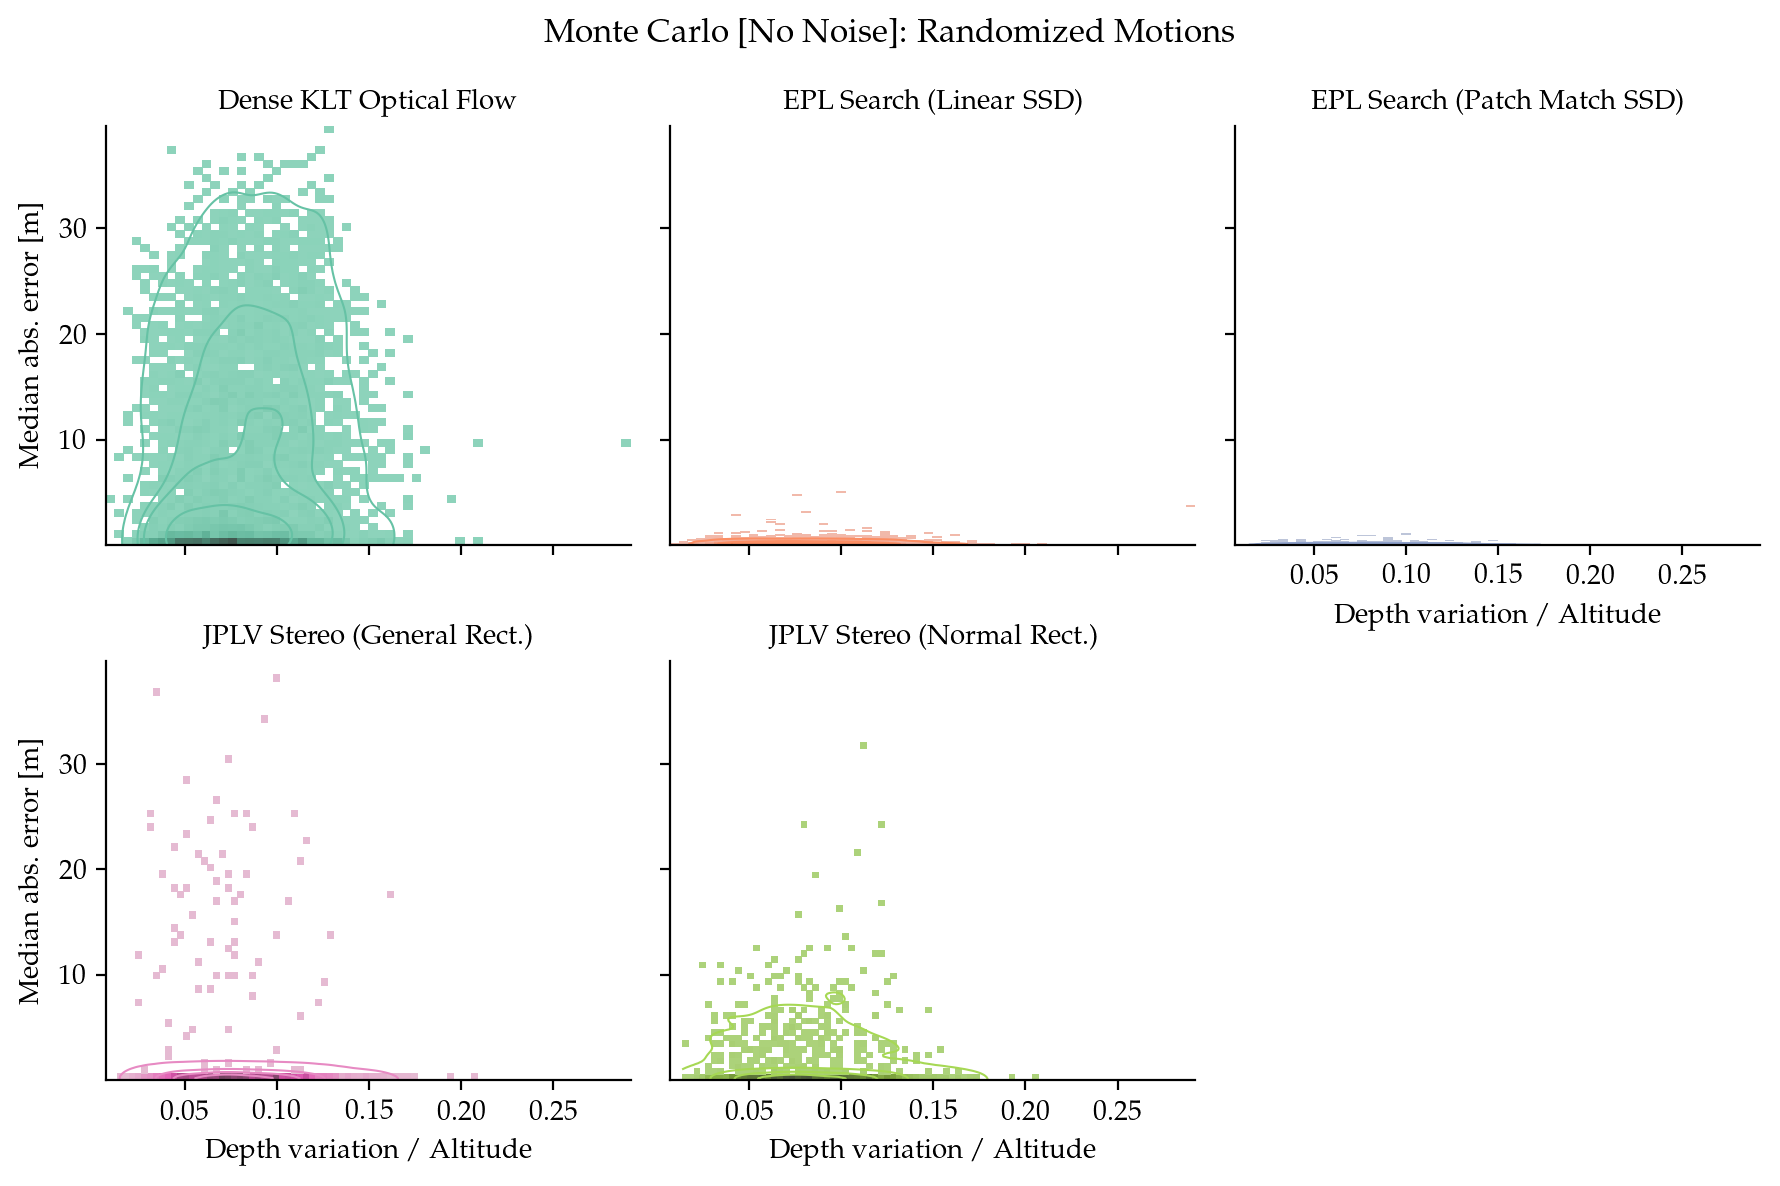 Monte Carlo [No Noise]: Randomized Motions
Dense KLT Optical Flow
EPL Search (Linear SSD)
EPL Search (Patch Match SSD)
Median abs. error [m]
30
20
10
0.05 0.10 0.15 0.20 0.25
Depth variation / Altitude
JPLV Stereo (General Rect.)
JPLV Stereo (Normal Rect.)
Median abs. error [m]
30
20
10
0.05 0.10 0.15 0.20 0.25
0.05 0.10 0.15 0.20 0.25
Depth variation / Altitude
Depth variation / Altitude